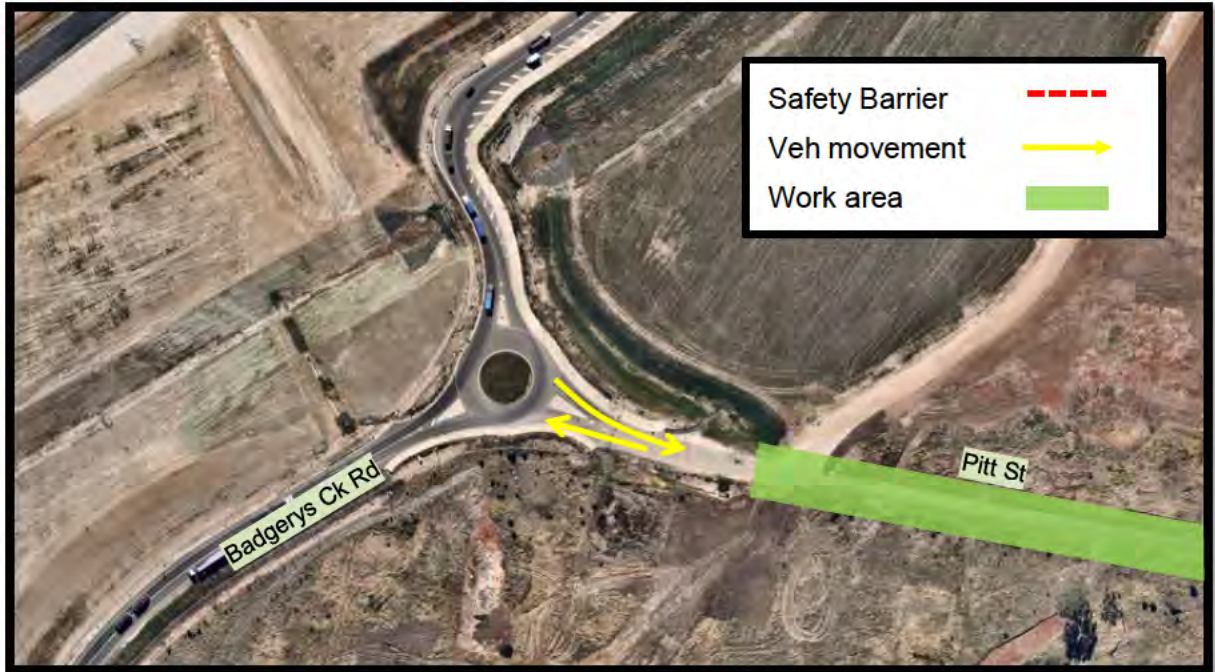 Safety Barrier
Veh movement
Work area
Pitt St
Badgerys Ck Rd